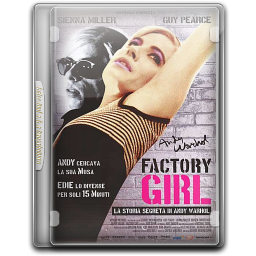 SIENNA MILLER GUY PEARCE
Andy Warhol
ANDY CERCAVA
LA SUA MUSA
EDIE LO DIVENNE
PER SOLI 15 MINUTI
FACTORY
GIRL
LA STORIA SEGRETA DI ANDY WARHOL